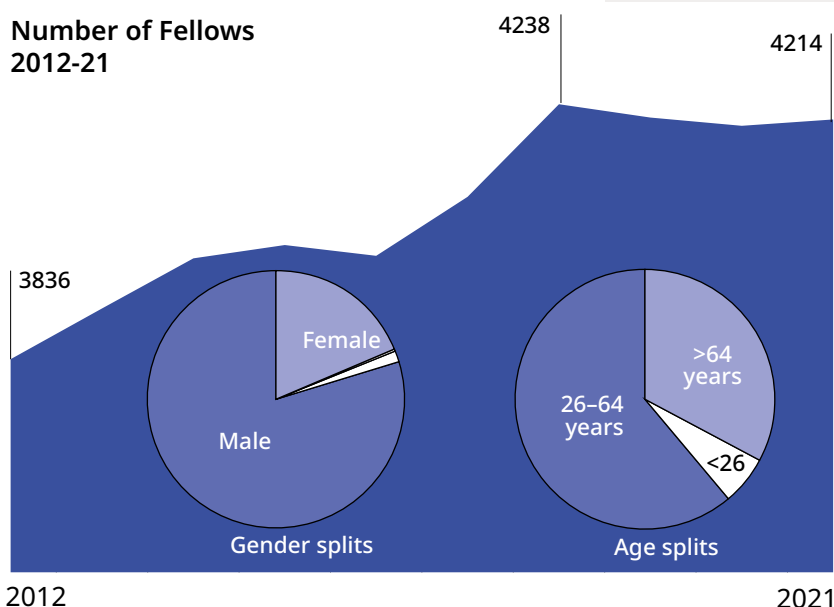 Number of Fellows
2012-21
4238
4214
3836
Female
Male
>64
years
26–64
years
<26
Gender splits
Age splits
2012
2021